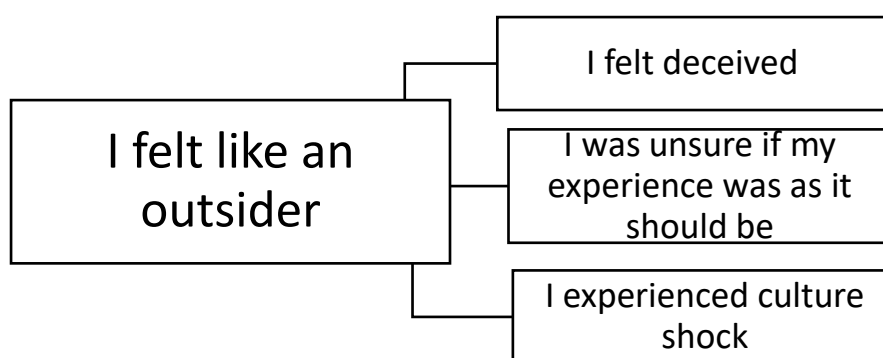 I felt like an
outsider
I felt deceived
I was unsure if my
experience was as it
should be
I experienced culture
shock